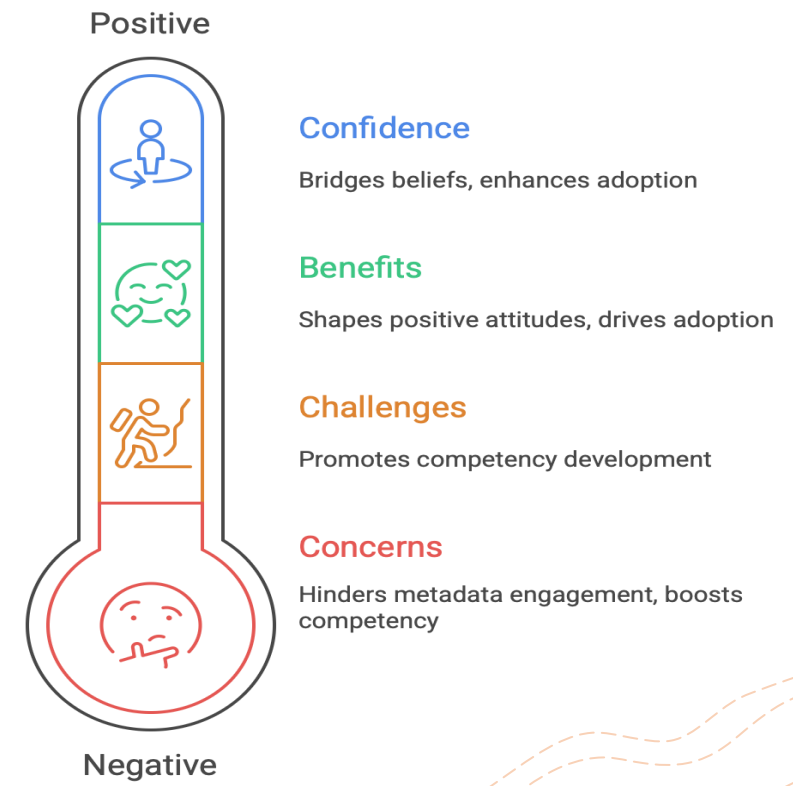 Positive
Confidence
Bridges beliefs, enhances adoption
Benefits
Shapes positive attitudes, drives adoption
Challenges
Promotes competency development
Concerns
Hinders metadata engagement, boosts
competency
Negative